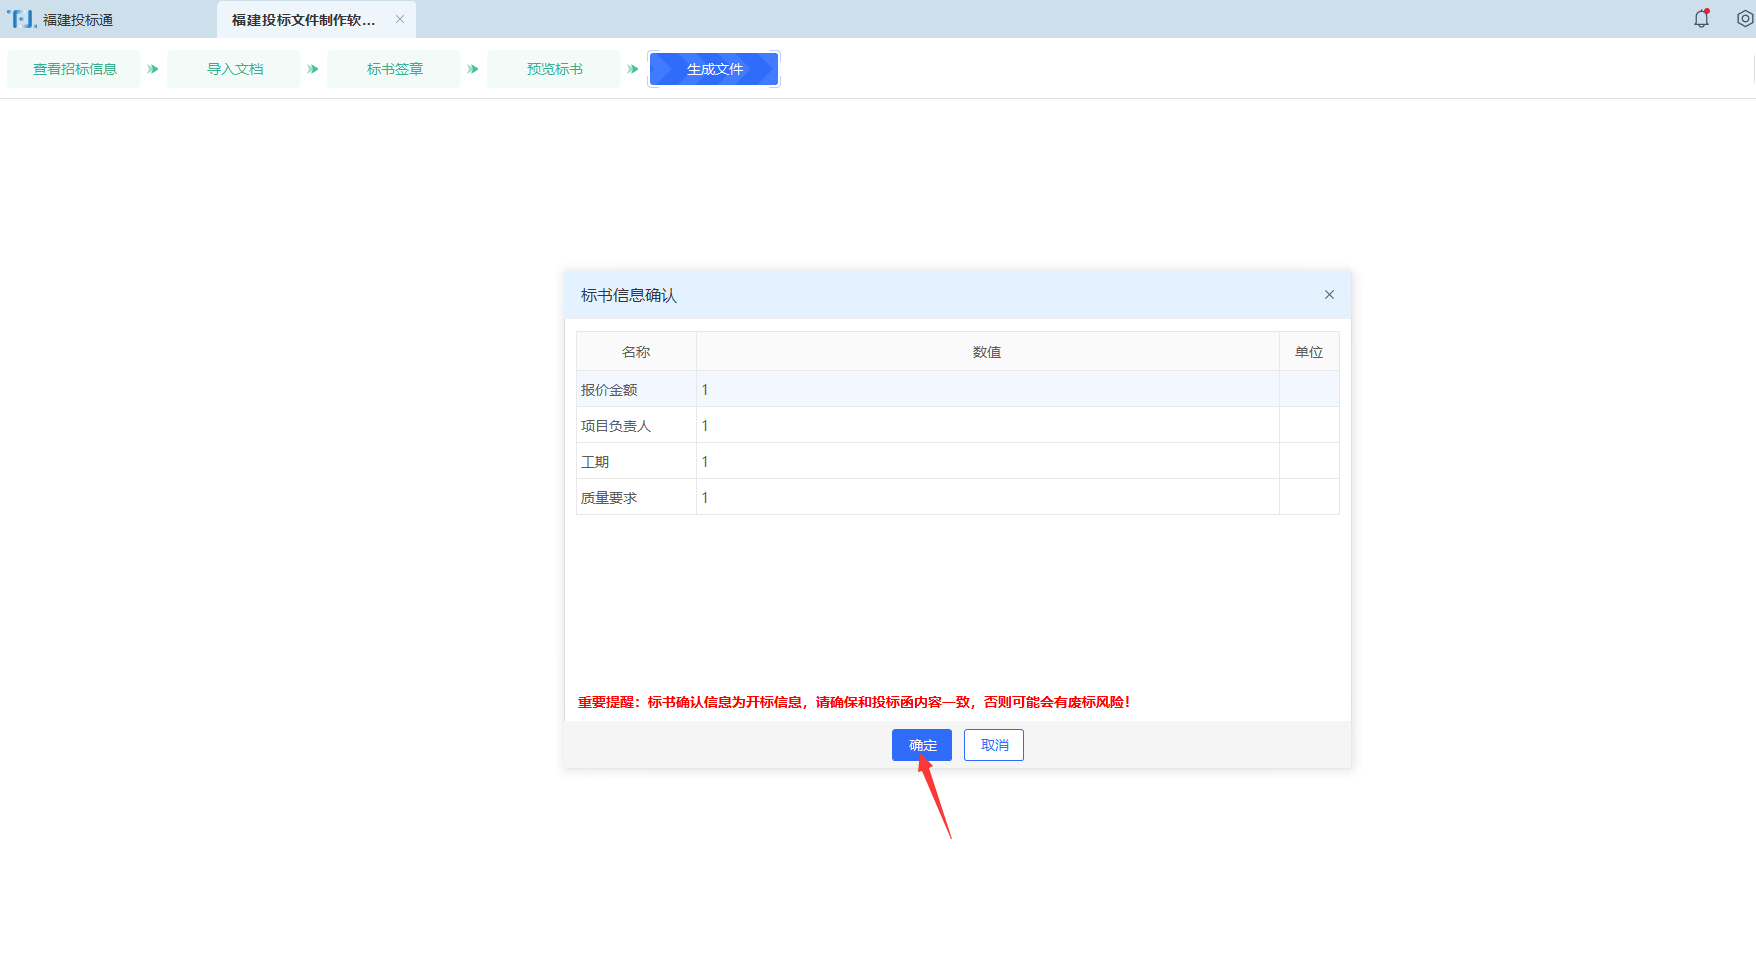 福建投标通
福建投标文件制作软...
查看招标信息
导入文档
标书签章
预览标书
生成文件
标书信息确认
名称 数值 单位
报价金额 1
项目负责人 1
工期 1
质量要求 1
重要提醒：标书确认信息为开标信息，请确保和投标函内容一致，否则可能会有废标风险！
确定 取消